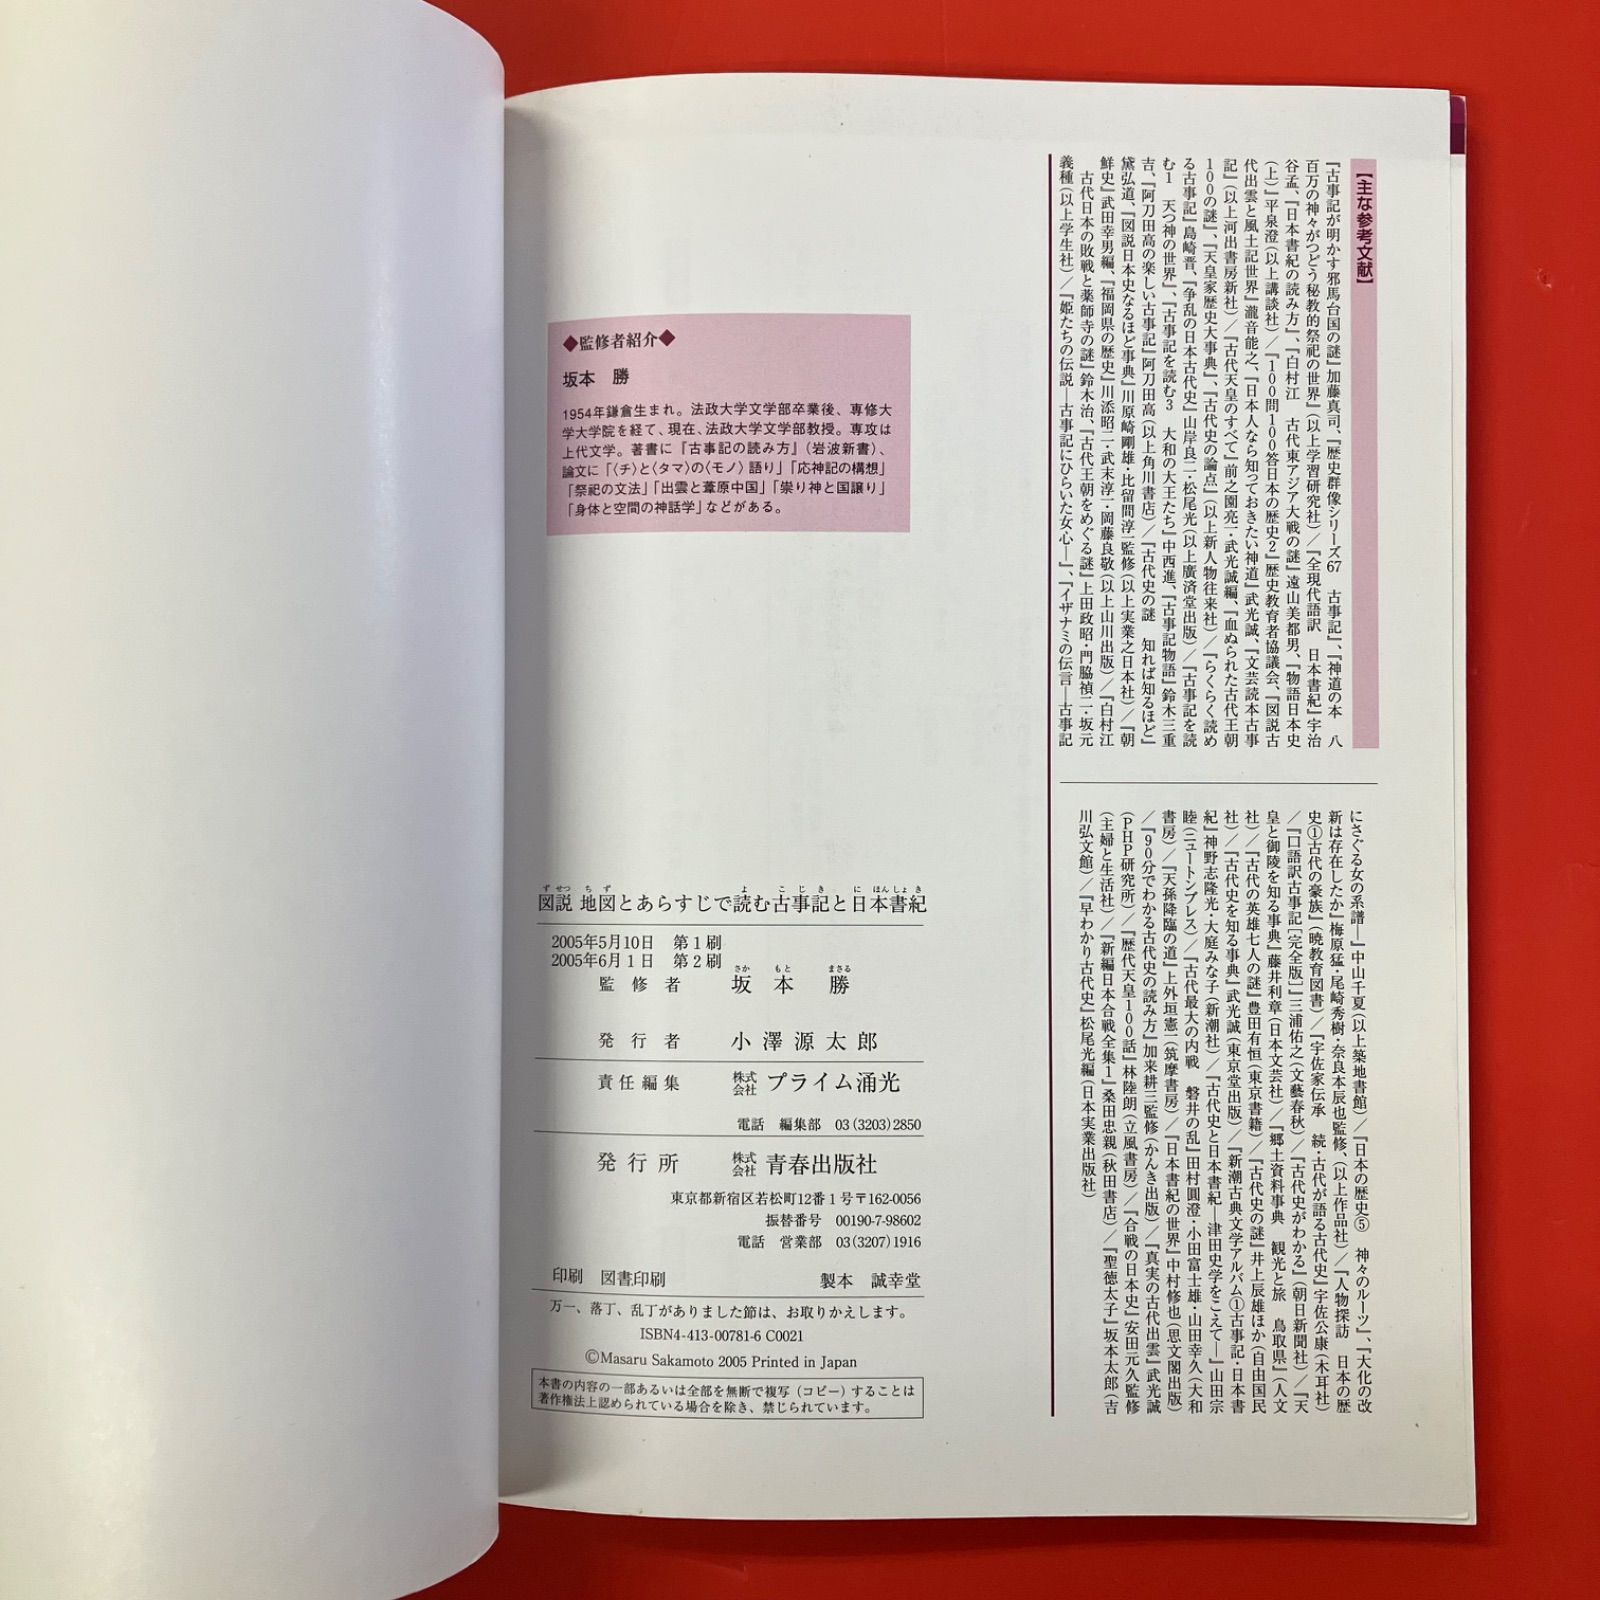 【主な参考文献】
『古事記が明かす邪馬台国の謎』加藤真司、『歴史群像シリーズ67　古事記』、『神道の本　八
百万の神々がつどう秘教的祭祀の世界』(以上学習研究社)／『全現代語訳　日本書紀』宇治
谷孟、『日本書紀の読み方』、『白村江　古代東アジア大戦の謎』遠山美都男、『物語日本史
(上)』平泉澄(以上講談社)／『100問100答日本の歴史2』歴史教育者協議会、『図説古
代出雲と風土記世界』瀧音能之、『日本人なら知っておきたい神道』武光誠、『文芸読本古事
記』(以上河出書房新社)／『古代天皇のすべて』前之園亮一・武光誠編、『血ぬられた古代王朝
100の謎』、『天皇家歴史大事典』、『古代史の論点』(以上新人物往来社)／『らくらく読め
る古事記』島崎晋、『争乱の日本古代史』山岸良二・松尾光(以上廣済堂出版)／『古事記を読
む1　天つ神の世界』、『古事記を読む3　大和の大王たち』中西進、『古事記物語』鈴木三重
吉、『阿刀田高の楽しい古事記』阿刀田高(以上角川書店)／『古代史の謎　知れば知るほど』
黛弘道、『図説日本史なるほど事典』川原崎剛雄・比留間淳一監修(以上実業之日本社)／『朝
鮮史』武田幸男編、『福岡県の歴史』川添昭二・武末淳一・岡藤良敬(以上山川出版)／『白村江
　古代日本の敗戦と薬師寺の謎』鈴木治、『古代王朝をめぐる謎』上田政昭・門脇禎二・坂元
義種(以上学生社)／『姫たちの伝説―古事記にひらいた女心―』、『イザナミの伝言―古事記
にさぐる女の系譜―』中山千夏(以上築地書館)／『日本の歴史⑤　神々のルーツ』、『大化の改
新は存在したか』梅原猛・尾崎秀樹・奈良本辰也監修、(以上作品社)／『人物探訪　日本の歴
史①古代の豪族』(暁教育図書)／『宇佐家伝承　続・古代が語る古代史』宇佐公康(木耳社)
／『口語訳古事記[完全版]』三浦佑之(文藝春秋)／『古代史がわかる』(朝日新聞社)／『天
皇と御陵を知る事典』藤井利章(日本文芸社)／『郷土資料事典　観光と旅　鳥取県』(人文
社)／『古代の英雄七人の謎』豊田有恒(東京書籍)／『古代史の謎』井上辰雄ほか(自由国民
社)／『古代史を知る事典』武光誠(東京堂出版)／『新潮古典文学アルバム①古事記・日本書
紀』神野志隆光・大庭みな子(新潮社)／『古代史と日本書紀―津田史学をこえて―』山田宗
睦(ニュートンプレス)／『古代最大の内戦　磐井の乱』田村圓澄・小田富士雄・山田幸久(大和
書房)／『天孫降臨の道』上外垣憲一(筑摩書房)／『日本書紀の世界』中村修也(思文閣出版)
／『90分でわかる古代史の読み方』加来耕三監修(かんき出版)／『真実の古代出雲』武光誠
(PHP研究所)／『歴代天皇100話』林陸朗(立風書房)／『合戦の日本史』安田元久監修
(主婦と生活社)／『新編日本合戦全集1』桑田忠親(秋田書店)／『聖徳太子』坂本太郎(吉
川弘文館)／『早わかり古代史』松尾光編(日本実業出版社)
◆監修者紹介◆
坂本　勝
1954年鎌倉生まれ。法政大学文学部卒業後、専修大
学大学院を経て、現在、法政大学文学部教授。専攻は
上代文学。著書に『古事記の読み方』(岩波新書)、
論文に「〈チ〉と〈タマ〉の〈モノ〉語り」「応神記の構想」
「祭祀の文法」「出雲と葦原中国」「祟り神と国譲り」
「身体と空間の神話学」などがある。
ずせつ ちず よ こじき に ほんしょき
図説 地図とあらすじで読む古事記と日本書紀
2005年5月10日　第1刷
2005年6月1日　第2刷
さか もと まさる
監修者　坂本　勝
発行者　小澤源太郎
責任編集　株式会社 プライム涌光
電話　編集部　03(3203)2850
発行所　株式会社 青春出版社
東京都新宿区若松町12番1号〒162-0056
振替番号　00190-7-98602
電話　営業部　03(3207)1916
印刷　図書印刷　製本　誠幸堂
万一、落丁、乱丁がありました節は、お取りかえします。
ISBN4-413-00781-6 C0021
©Masaru Sakamoto 2005 Printed in Japan
本書の内容の一部あるいは全部を無断で複写(コピー)することは
著作権法上認められている場合を除き、禁じられています。